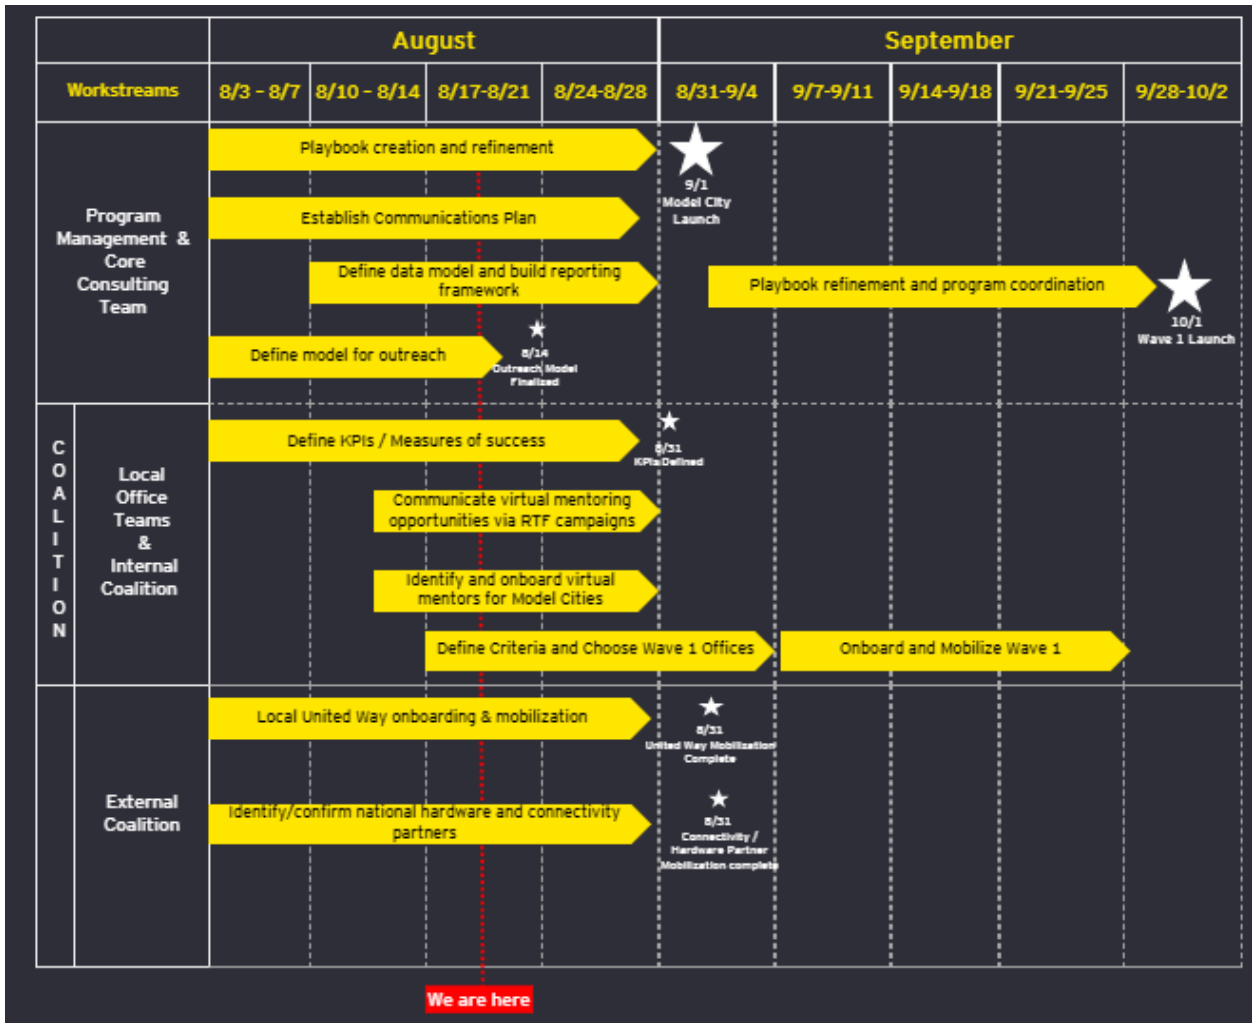 August
September
Workstreams
8/3 – 8/7
8/10 – 8/14
8/17-8/21
8/24-8/28
8/31-9/4
9/7-9/11
9/14-9/18
9/21-9/25
9/28-10/2
Program
Management &
Core
Consulting
Team
Playbook creation and refinement
9/1
Model City
Launch
Establish Communications Plan
Define data model and build reporting
framework
Playbook refinement and program coordination
10/1
Wave 1 Launch
Define model for outreach
8/14
Outreach Model
Finalized
COALITION
Local
Office
Teams
&
Internal
Coalition
Define KPIs / Measures of success
8/31
KPIs Defined
Communicate virtual mentoring
opportunities via RTF campaigns
Identify and onboard virtual
mentors for Model Cities
Define Criteria and Choose Wave 1 Offices
Onboard and Mobilize Wave 1
External
Coalition
Local United Way onboarding & mobilization
8/31
United Way Mobilization
Complete
Identify/confirm national hardware and connectivity
partners
8/31
Connectivity /
Hardware Partner
Mobilization complete
We are here